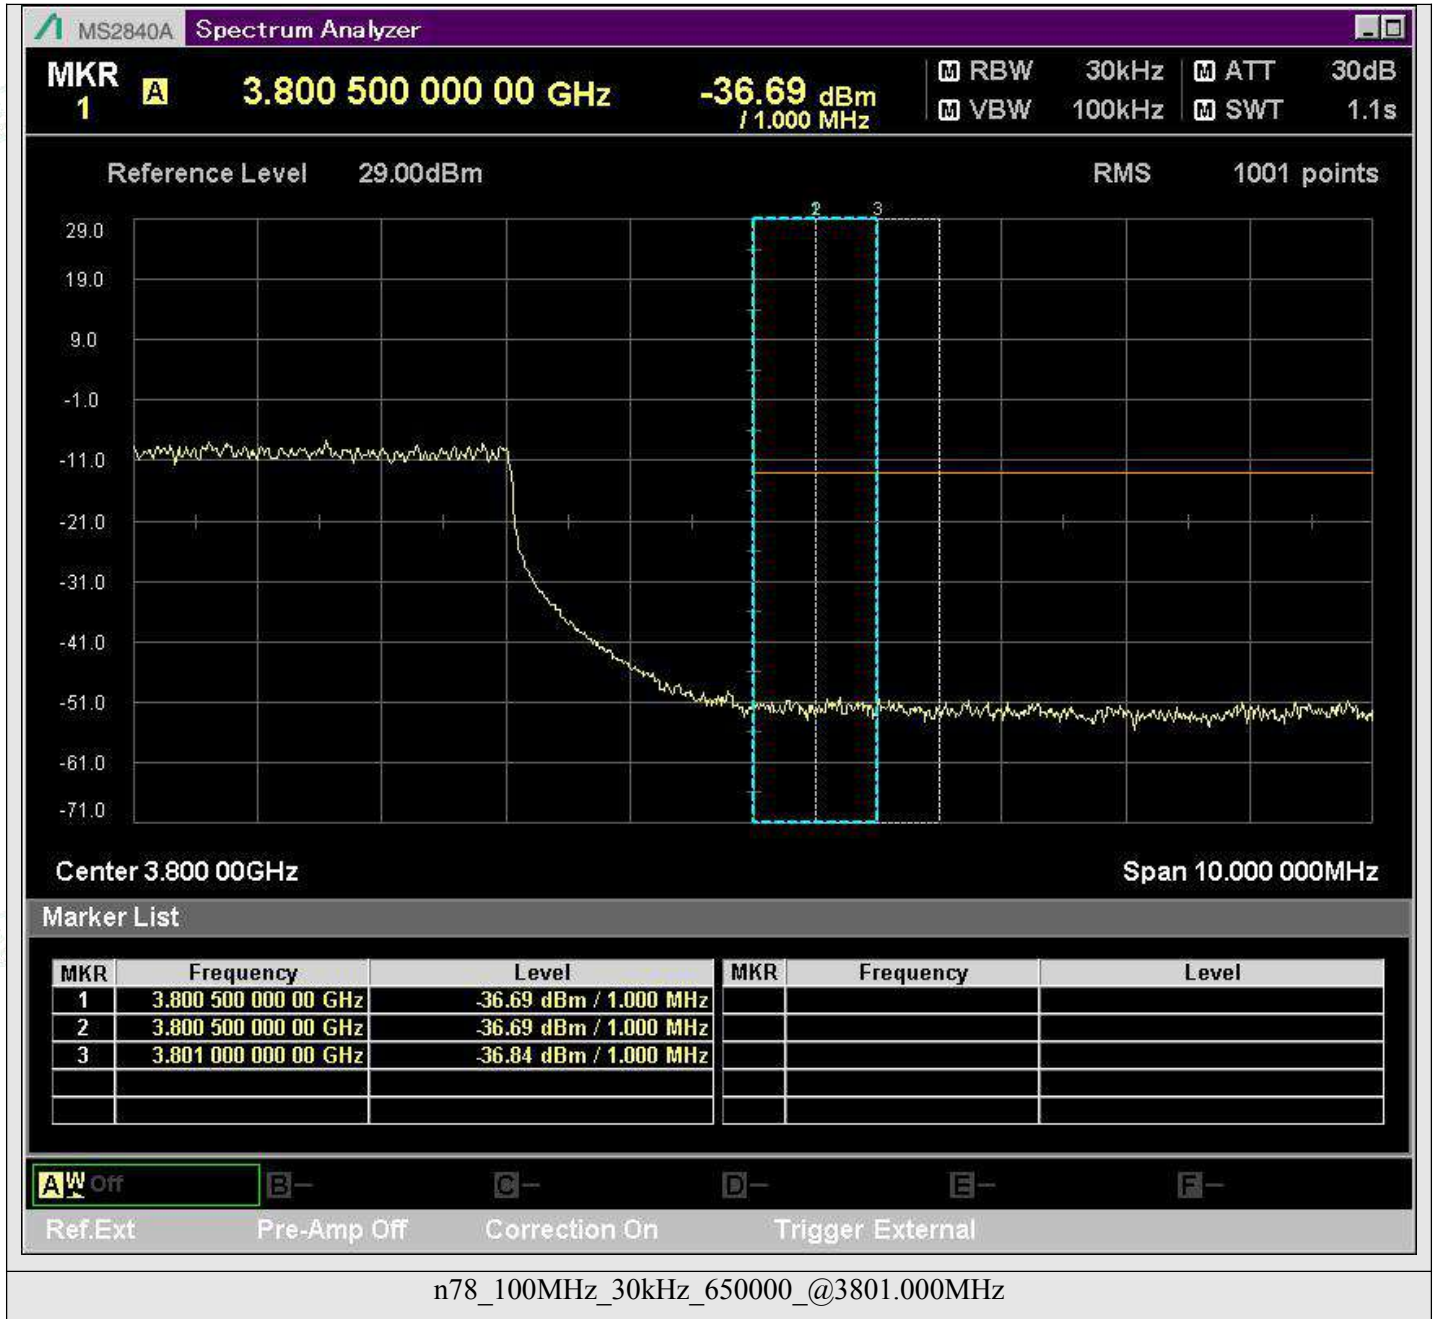 MS2840A Spectrum Analyzer
MKR 1 A 3.800 500 000 00 GHz -36.69 dBm / 1.000 MHz
M RBW 30kHz M ATT 30dB
M VBW 100kHz M SWT 1.1s
Reference Level 29.00dBm RMS 1001 points
2 3
29.0
19.0
9.0
-1.0
-11.0
-21.0
-31.0
-41.0
-51.0
-61.0
-71.0
Center 3.800 00GHz Span 10.000 000MHz
Marker List
MKR Frequency Level MKR Frequency Level
1 3.800 500 000 00 GHz -36.69 dBm / 1.000 MHz
2 3.800 500 000 00 GHz -36.69 dBm / 1.000 MHz
3 3.801 000 000 00 GHz -36.84 dBm / 1.000 MHz
A W Off B - C - D - E - F -
Ref.Ext Pre-Amp Off Correction On Trigger External
n78_100MHz_30kHz_650000_@3801.000MHz